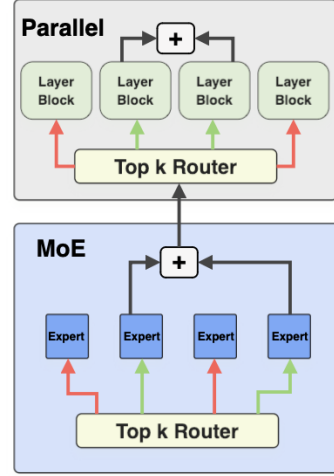 Parallel
+
Layer Block
Layer Block
Layer Block
Layer Block
Top k Router
MoE
+
Expert
Expert
Expert
Expert
Top k Router